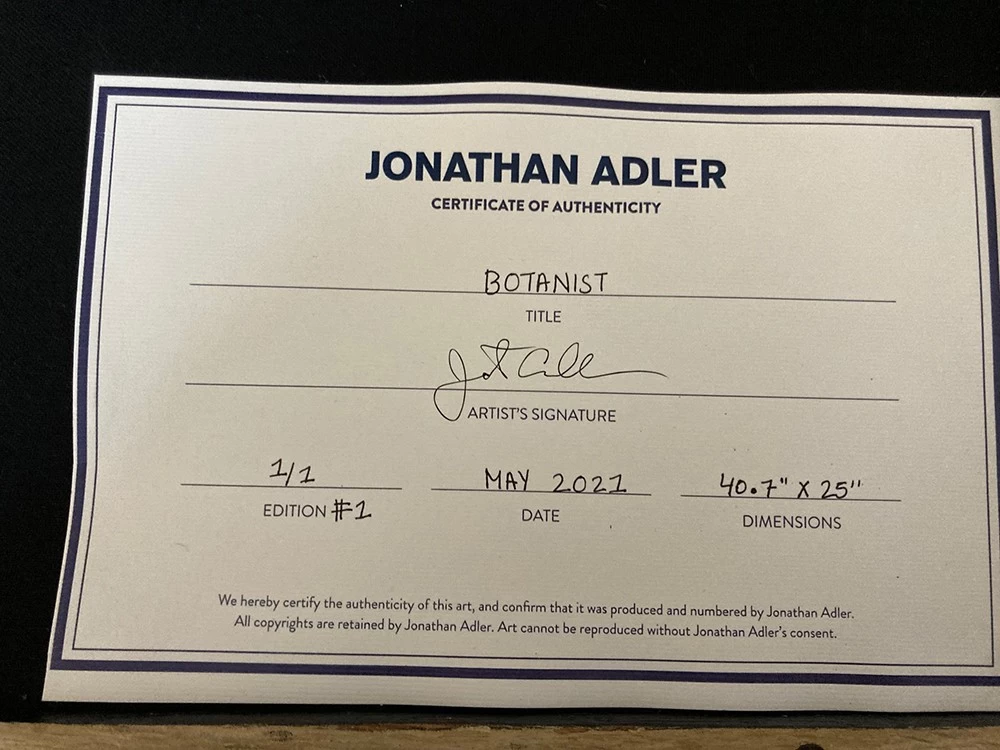 JONATHAN ADLER
CERTIFICATE OF AUTHENTICITY
BOTANIST
TITLE
ARTIST'S SIGNATURE
1/1 MAY 2021 40.7" X 25"
EDITION #1 DATE DIMENSIONS
We hereby certify the authenticity of this art, and confirm that it was produced and numbered by Jonathan Adler.
All copyrights are retained by Jonathan Adler. Art cannot be reproduced without Jonathan Adler's consent.